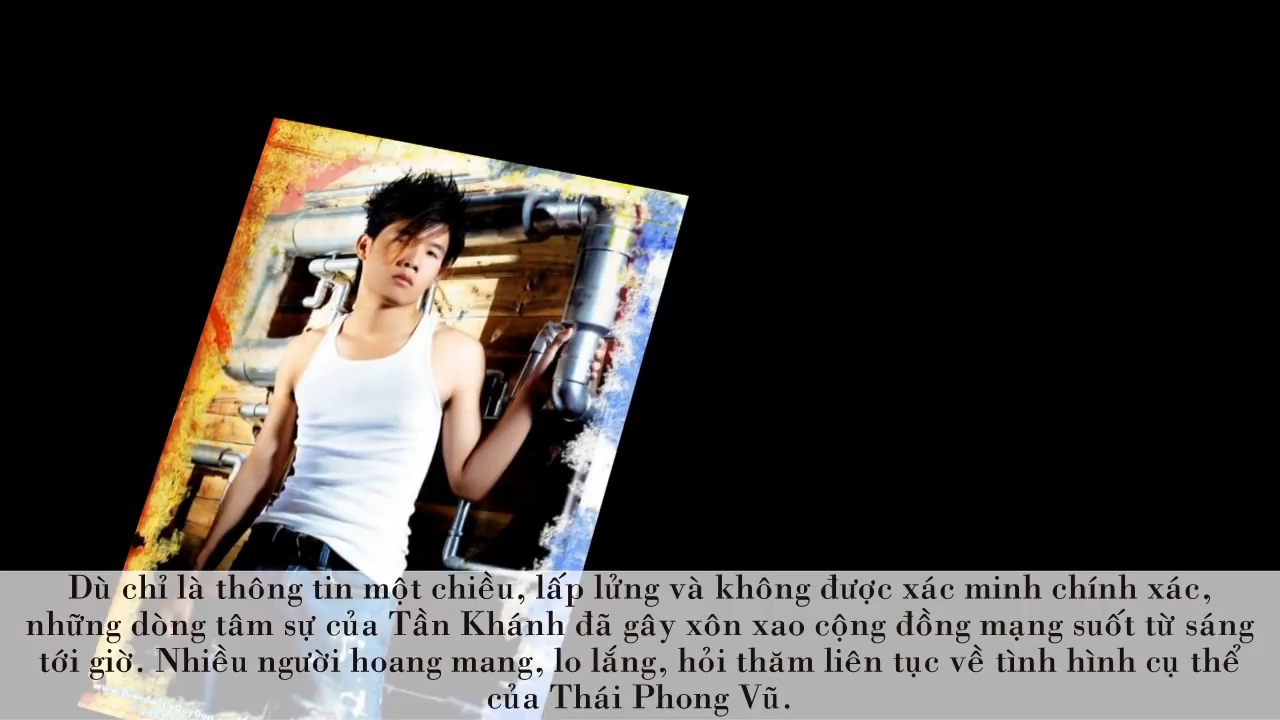 Dù chỉ là thông tin một chiều, lấp lửng và không được xác minh chính xác,
những dòng tâm sự của Tần Khánh đã gây xôn xao cộng đồng mạng suốt từ sáng
tới giờ. Nhiều người hoang mang, lo lắng, hỏi thăm liên tục về tình hình cụ thể
của Thái Phong Vũ.